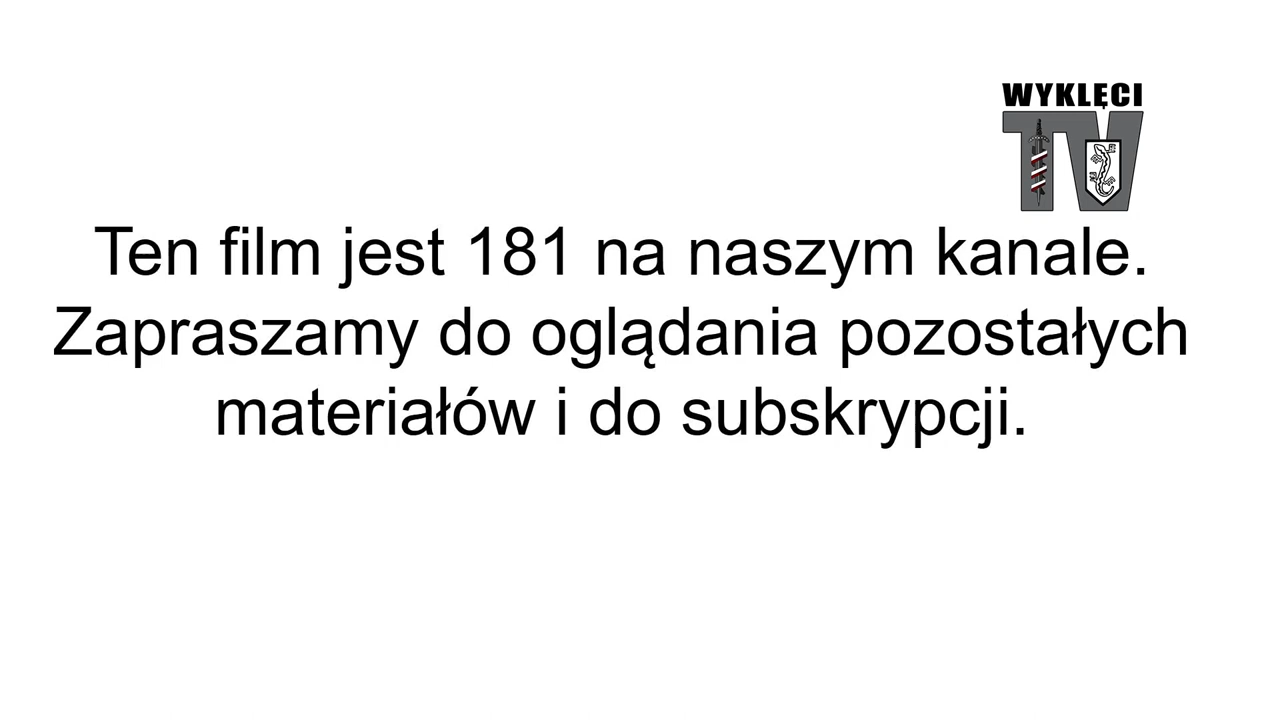 WYKLĘCI
TV
Ten film jest 181 na naszym kanale.
Zapraszamy do oglądania pozostałych
materiałów i do subskrypcji.